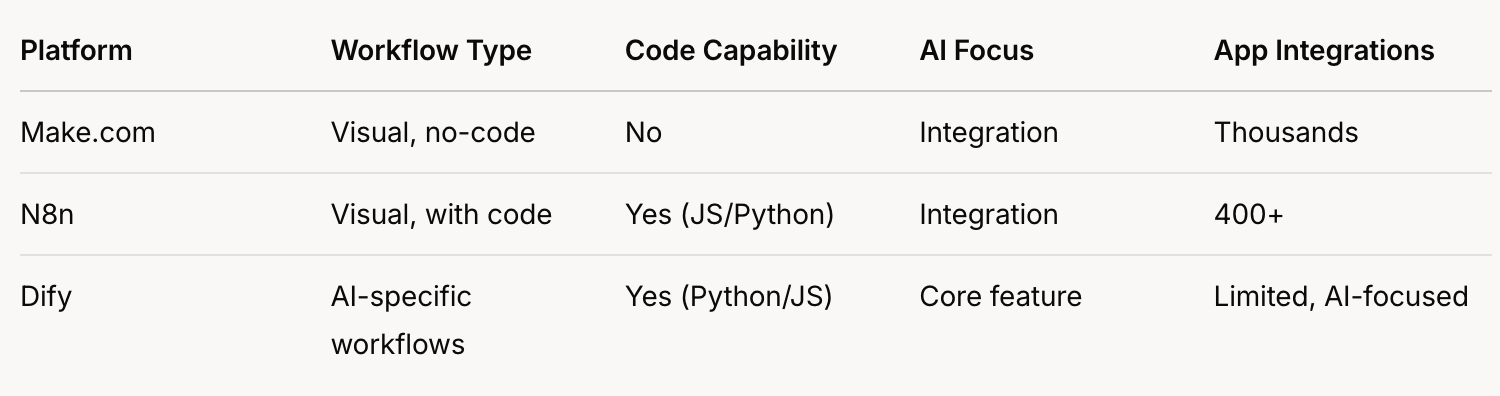 Platform Workflow Type Code Capability AI Focus App Integrations
Make.com Visual, no-code No Integration Thousands
N8n Visual, with code Yes (JS/Python) Integration 400+
Dify AI-specific Yes (Python/JS) Core feature Limited, AI-focused
workflows